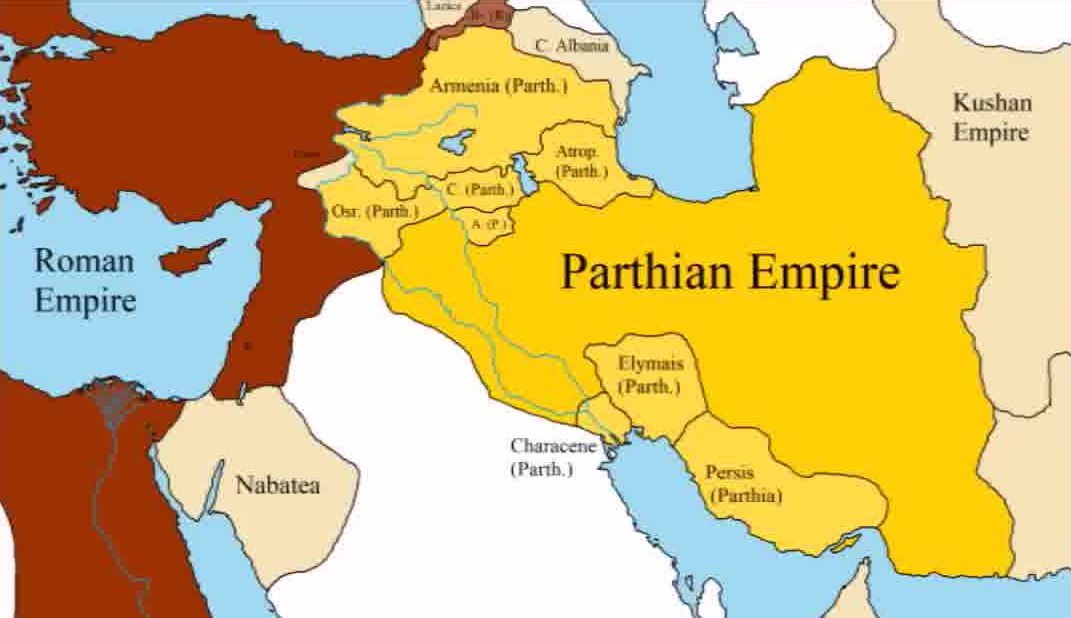 Lazica
C. Albania
Armenia (Parth.)
Kushan
Empire
Atrop.
(Parth.)
C. (Parth.)
Osr. (Parth.)
A. (P.)
Roman
Empire
Parthian Empire
Elymais
(Parth.)
Characene
(Parth.)
Nabatea
Persis
(Parthia)